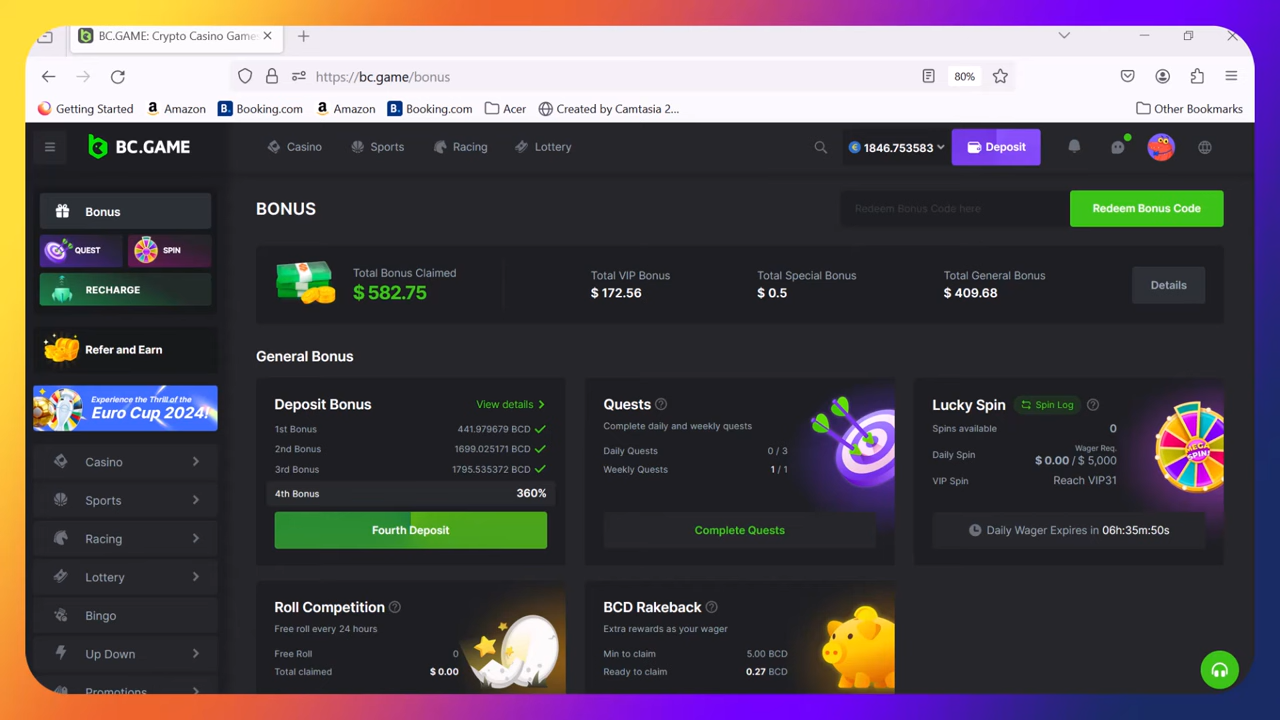 BC.GAME: Crypto Casino Game
https://bc.game/bonus
80%
Getting Started
Amazon
Booking.com
Amazon
Booking.com
Acer
Created by Camtasia 2...
Other Bookmarks
BC.GAME
Casino
Sports
Racing
Lottery
1846.753583
Deposit
Bonus
QUEST
SPIN
RECHARGE
Refer and Earn
Experience the Thrill of the
Euro Cup 2024!
Casino
Sports
Racing
Lottery
Bingo
Up Down
Promotions
BONUS
Redeem Bonus Code here
Redeem Bonus Code
Total Bonus Claimed
$ 582.75
Total VIP Bonus
$ 172.56
Total Special Bonus
$ 0.5
Total General Bonus
$ 409.68
Details
General Bonus
Deposit Bonus
View details
1st Bonus 441.979679 BCD
2nd Bonus 1699.025171 BCD
3rd Bonus 1795.535372 BCD
4th Bonus 360%
Fourth Deposit
Quests
Complete daily and weekly quests
Daily Quests 0 / 3
Weekly Quests 1 / 1
Complete Quests
Lucky Spin
Spin Log
Spins available 0
Wager Req.
Daily Spin $ 0.00 / $ 5,000
VIP Spin Reach VIP31
MEGA SPIN!
Daily Wager Expires in 06h:35m:50s
Roll Competition
Free roll every 24 hours
Free Roll 0
Total claimed $ 0.00
BCD Rakeback
Extra rewards as your wager
Min to claim 5.00 BCD
Ready to claim 0.27 BCD